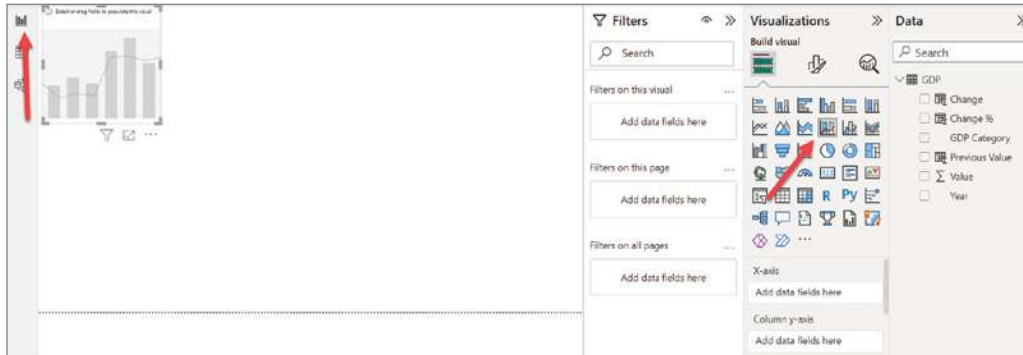 Select or drag fields to populate this visual
Filters
Search
Filters on this visual
Add data fields here
Filters on this page
Add data fields here
Filters on all pages
Add data fields here
Visualizations
Build visual
R
Py
X-axis
Add data fields here
Column y-axis
Add data fields here
Data
Search
GDP
Change
Change %
GDP Category
Previous Value
Σ Value
Year